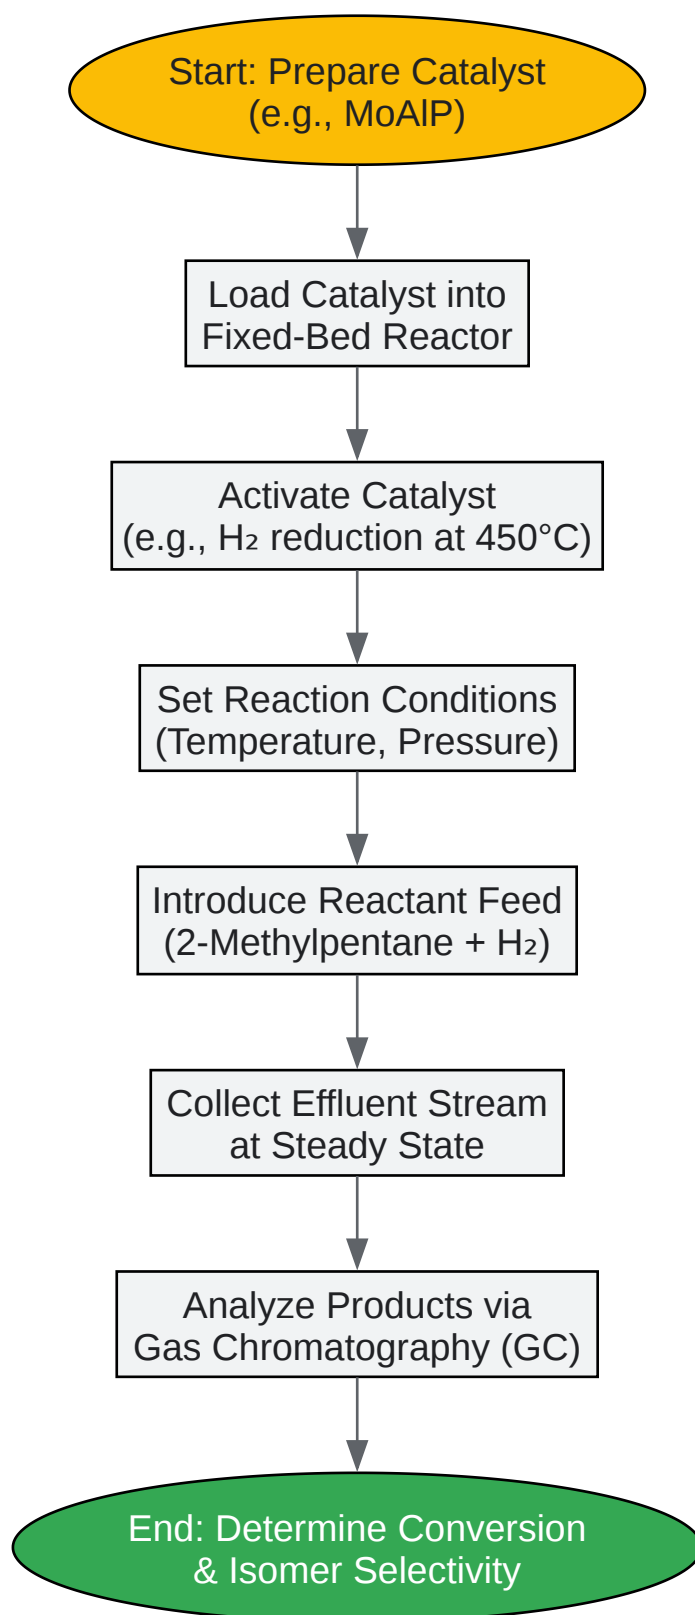 Start: Prepare Catalyst
(e.g., MoAlP)
Load Catalyst into
Fixed-Bed Reactor
Activate Catalyst
(e.g., H₂ reduction at 450°C)
Set Reaction Conditions
(Temperature, Pressure)
Introduce Reactant Feed
(2-Methylpentane + H₂)
Collect Effluent Stream
at Steady State
Analyze Products via
Gas Chromatography (GC)
End: Determine Conversion
& Isomer Selectivity